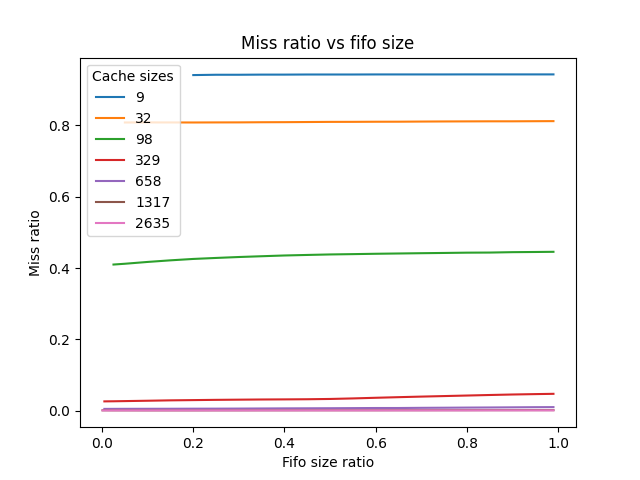 Miss ratio vs fifo size
Cache sizes
9
32
98
329
658
1317
2635
Miss ratio
0.8
0.6
0.4
0.2
0.0
0.0 0.2 0.4 0.6 0.8 1.0
Fifo size ratio